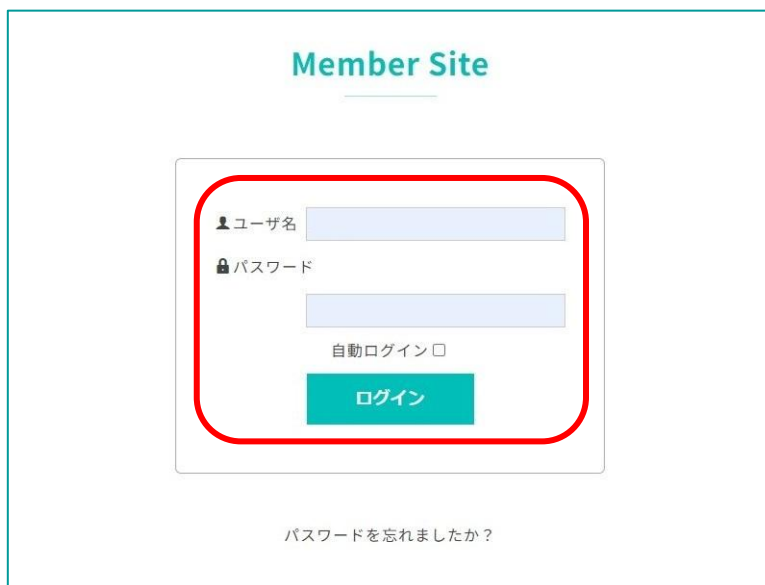 Member Site
ユーザ名
パスワード
自動ログイン
ログイン
パスワードを忘れましたか？